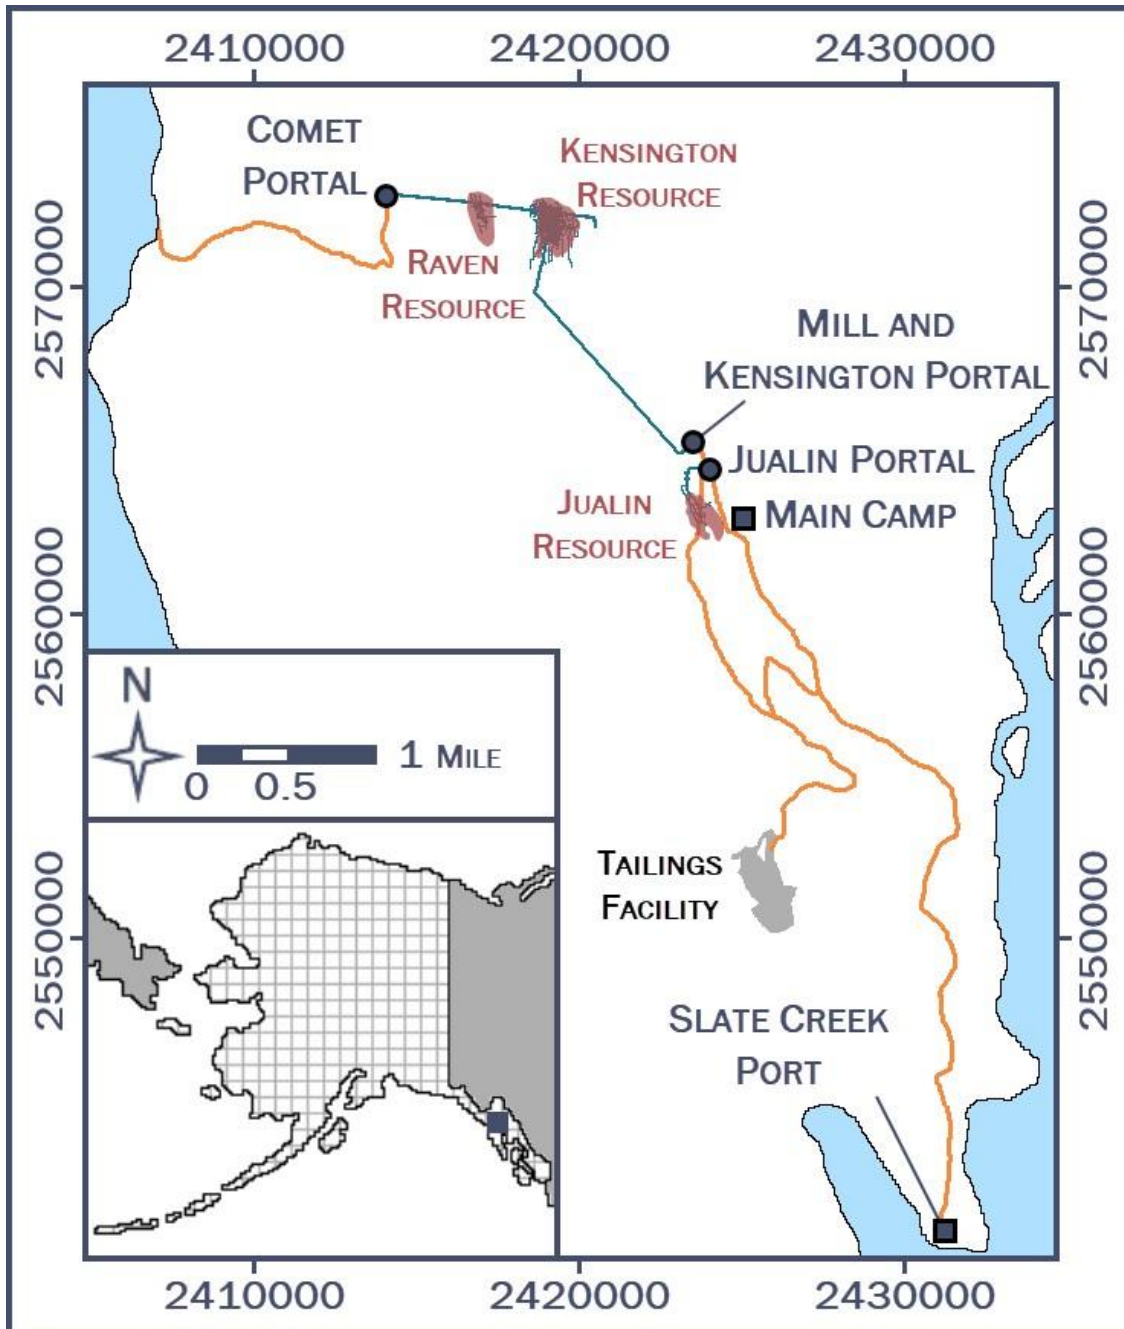 2410000 2420000 2430000
COMET
PORTAL
KENSINGTON
RESOURCE
RAVEN
RESOURCE
2570000
2570000
MILL AND
KENSINGTON PORTAL
JUALIN PORTAL
JUALIN
RESOURCE
MAIN CAMP
2560000
2560000
N
1 MILE
0 0.5
TAILINGS
FACILITY
2550000
2550000
SLATE CREEK
PORT
2410000 2420000 2430000